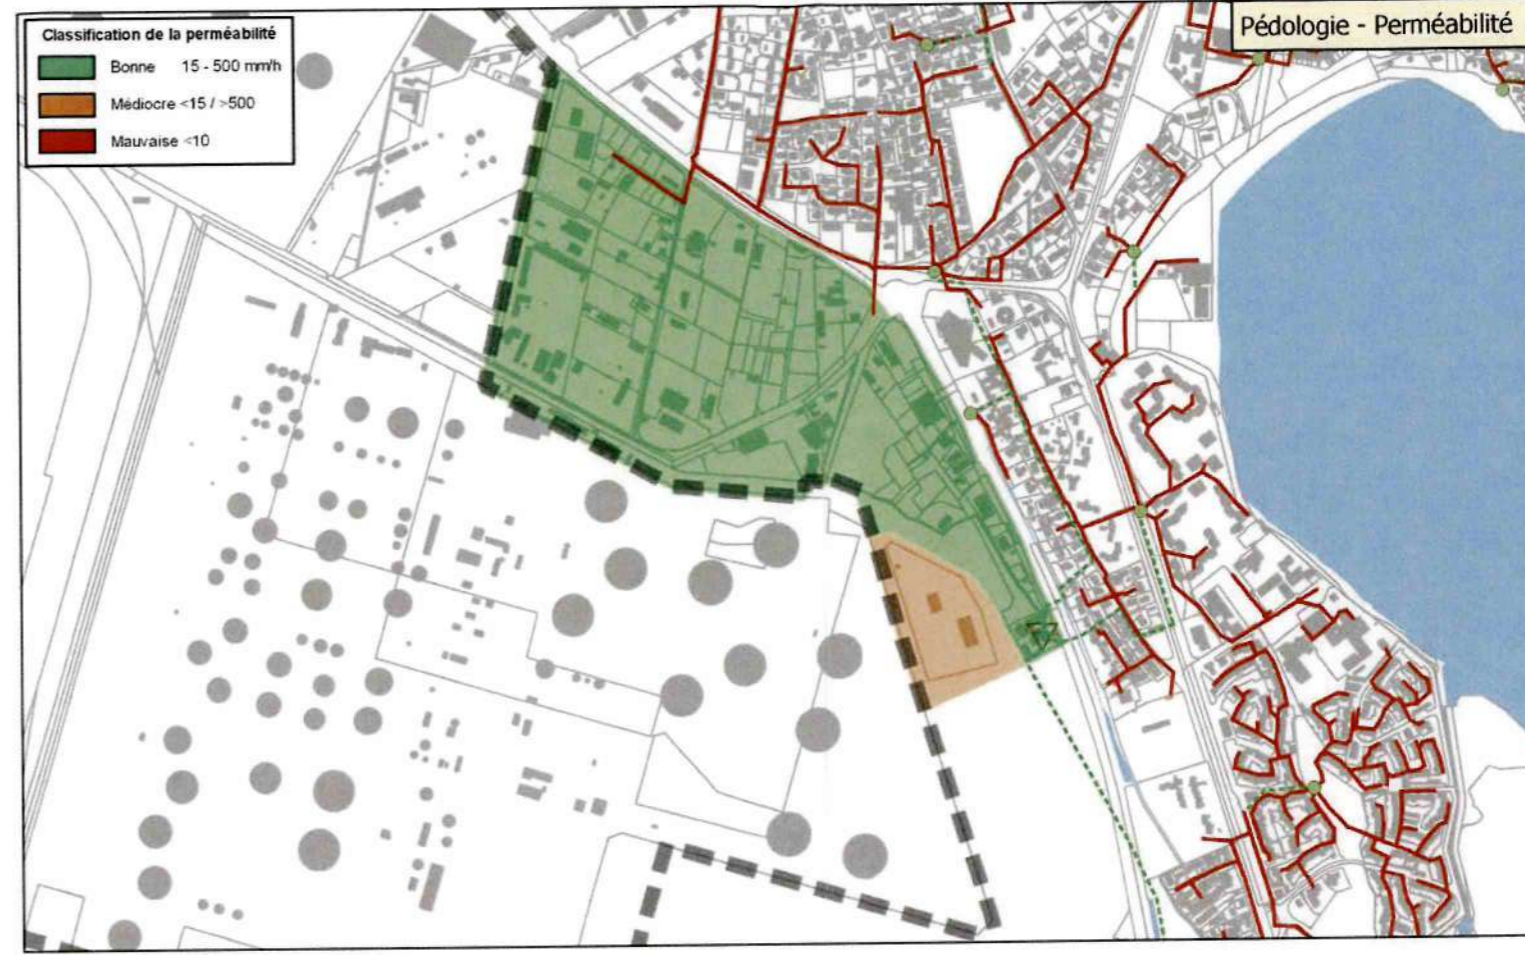 Classification de la perméabilité
Bonne 15 - 500 mm/h
Médiocre <15 / >500
Mauvaise <10
Pédologie - Perméabilité